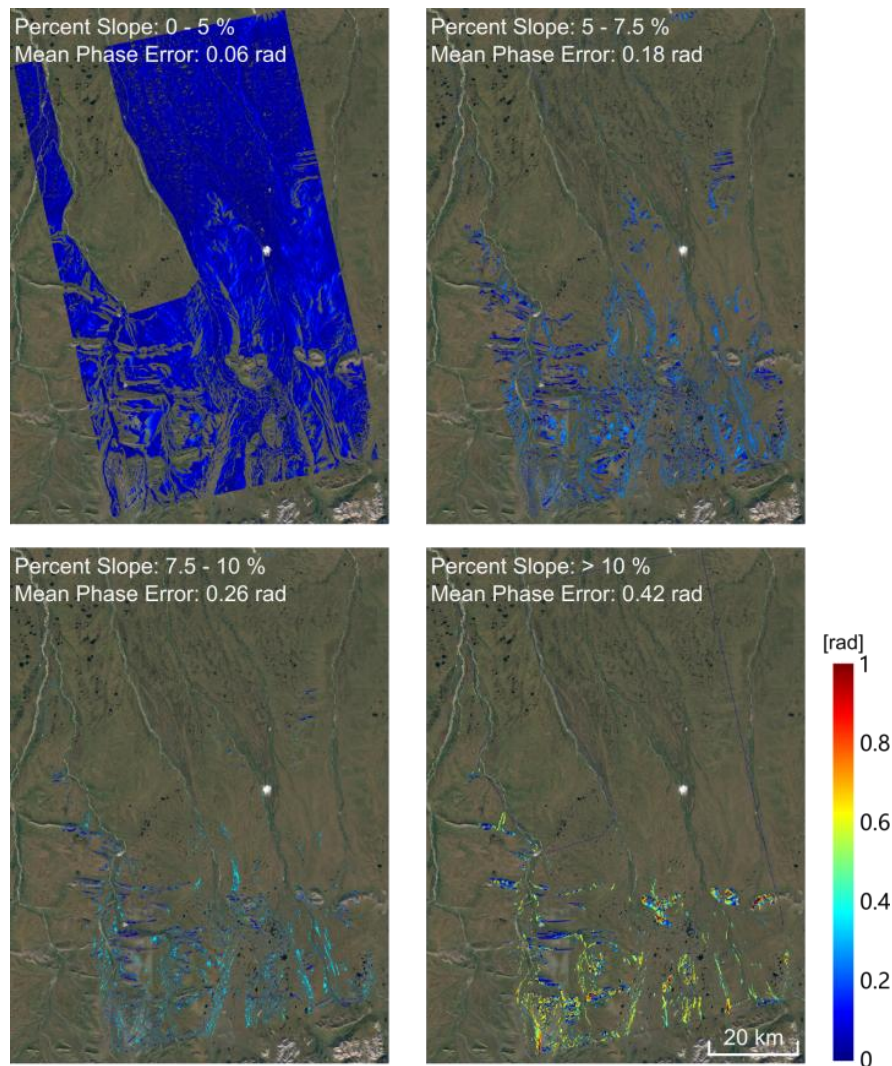 Percent Slope: 0 - 5 %
Mean Phase Error: 0.06 rad
Percent Slope: 5 - 7.5 %
Mean Phase Error: 0.18 rad
Percent Slope: 7.5 - 10 %
Mean Phase Error: 0.26 rad
Percent Slope: > 10 %
Mean Phase Error: 0.42 rad
[rad]
1
0.8
0.6
0.4
0.2
0
20 km